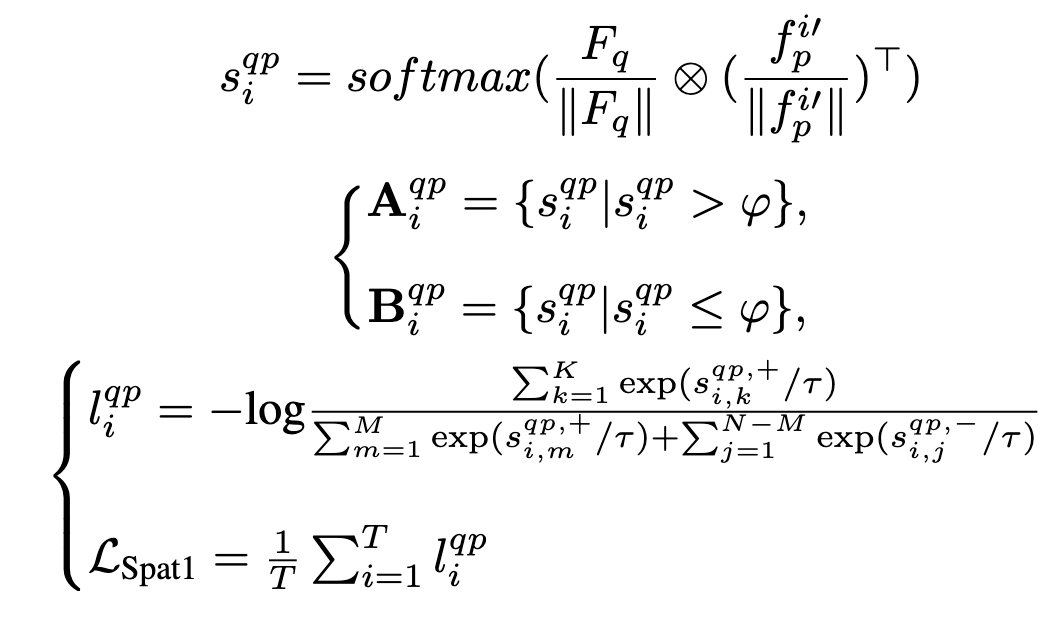 $s_i^{qp} = softmax(\frac{F_q}{\|F_q\|} \otimes (\frac{f_p^{i\prime}}{\|f_p^{i\prime}\|})^\top)$
$\mathbf{A}_i^{qp} = \{s_i^{qp} | s_i^{qp} > \varphi\},$
$\mathbf{B}_i^{qp} = \{s_i^{qp} | s_i^{qp} \leq \varphi\},$
$l_i^{qp} = -\log \frac{\sum_{k=1}^{K} \exp(s_{i,k}^{qp,+}/\tau)}{\sum_{m=1}^{M} \exp(s_{i,m}^{qp,+}/\tau) + \sum_{j=1}^{N-M} \exp(s_{i,j}^{qp,-}/\tau)}$
$\mathcal{L}_{\text{Spat1}} = \frac{1}{T} \sum_{i=1}^{T} l_i^{qp}$